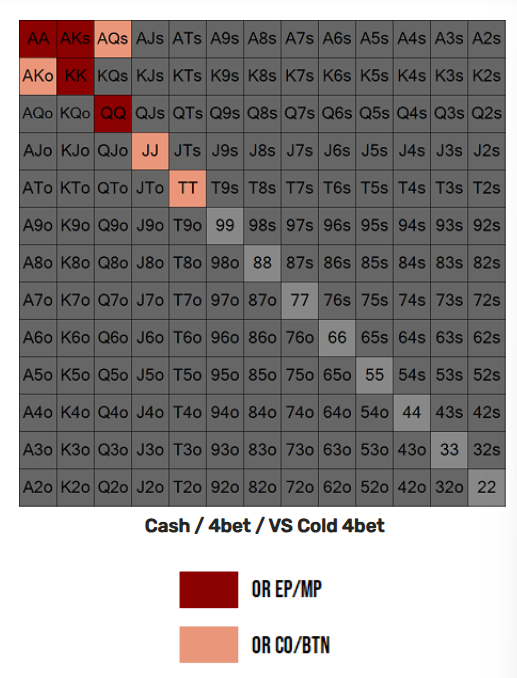 AA AKs AQs AJs ATs A9s A8s A7s A6s A5s A4s A3s A2s
AKo KK KQs KJs KTs K9s K8s K7s K6s K5s K4s K3s K2s
AQo KQo QQ QJs QTs Q9s Q8s Q7s Q6s Q5s Q4s Q3s Q2s
AJo KJo QJo JJ JTs J9s J8s J7s J6s J5s J4s J3s J2s
ATo KTo QTo JTo TT T9s T8s T7s T6s T5s T4s T3s T2s
A9o K9o Q9o J9o T9o 99 98s 97s 96s 95s 94s 93s 92s
A8o K8o Q8o J8o T8o 98o 88 87s 86s 85s 84s 83s 82s
A7o K7o Q7o J7o T7o 97o 87o 77 76s 75s 74s 73s 72s
A6o K6o Q6o J6o T6o 96o 86o 76o 66 65s 64s 63s 62s
A5o K5o Q5o J5o T5o 95o 85o 75o 65o 55 54s 53s 52s
A4o K4o Q4o J4o T4o 94o 84o 74o 64o 54o 44 43s 42s
A3o K3o Q3o J3o T3o 93o 83o 73o 63o 53o 43o 33 32s
A2o K2o Q2o J2o T2o 92o 82o 72o 62o 52o 42o 32o 22
Cash / 4bet / VS Cold 4bet
OR EP/MP
OR CO/BTN